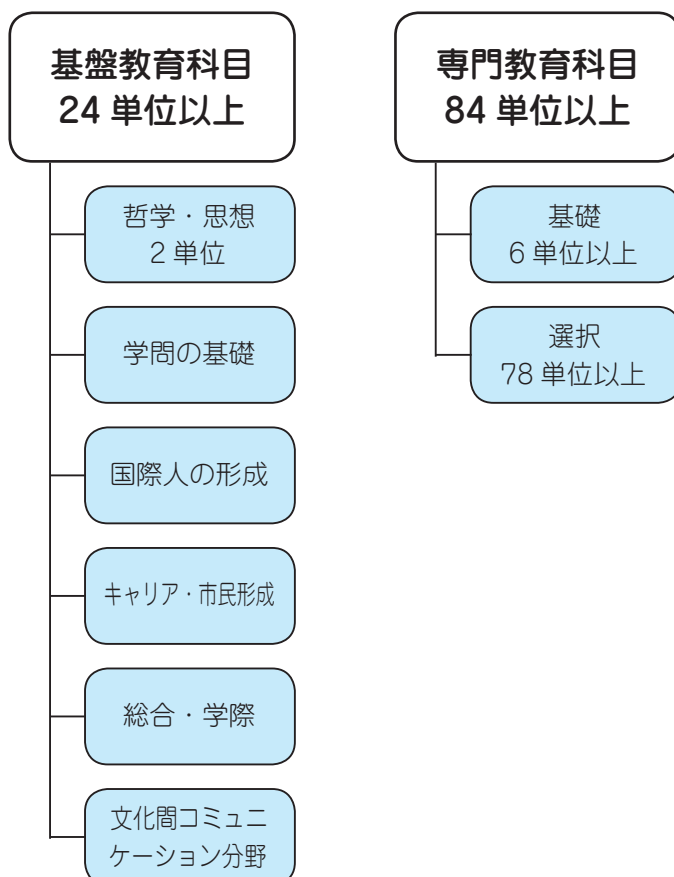 基盤教育科目
24 単位以上
哲学・思想
2 単位
学問の基礎
国際人の形成
キャリア・市民形成
総合・学際
文化間コミュニ
ケーション分野
専門教育科目
84 単位以上
基礎
6 単位以上
選択
78 単位以上